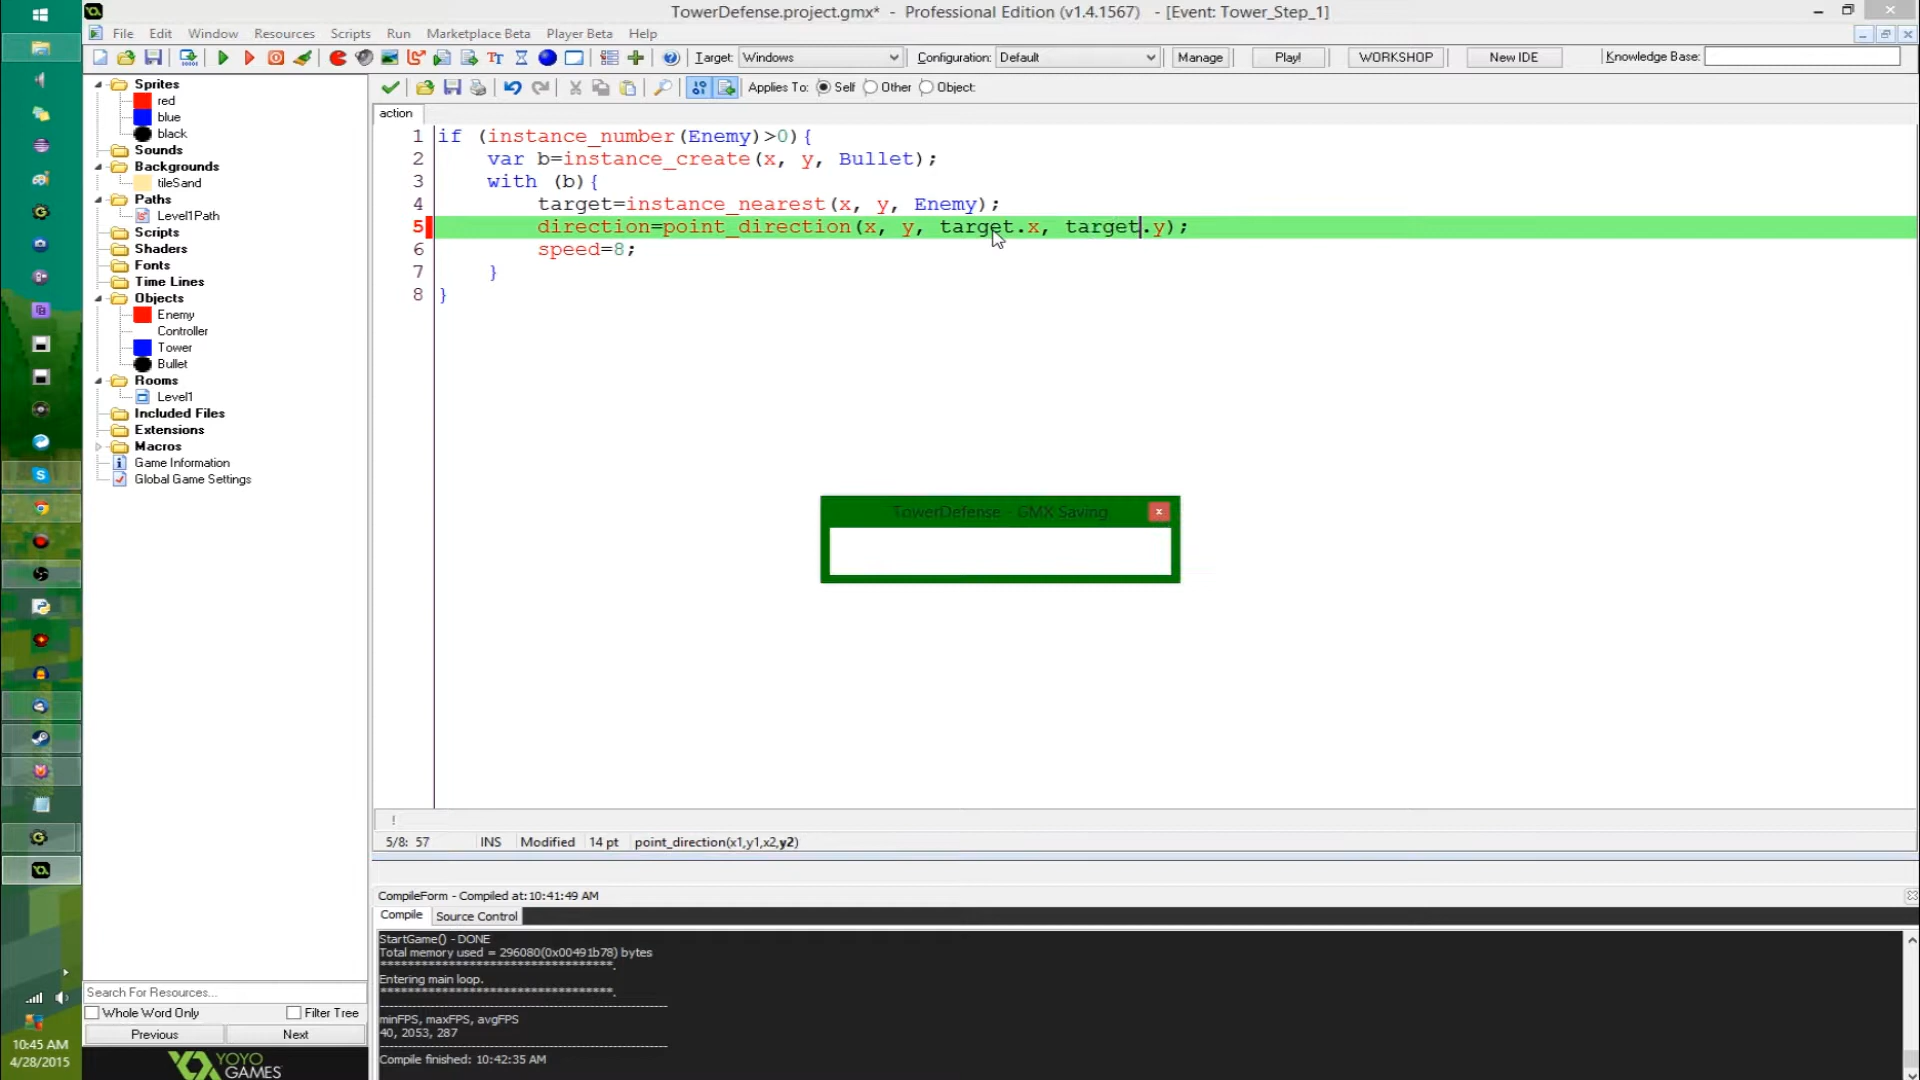 TowerDefense.project.gmx* - Professional Edition (v1.4.1567) - [Event: Tower_Step_1]
File Edit Window Resources Scripts Run Marketplace Beta Player Beta Help
Target: Windows Configuration: Default Manage Play! WORKSHOP New IDE Knowledge Base:
Applies To: Self Other Object:
action
Sprites
red
blue
black
Sounds
Backgrounds
tileSand
Paths
Level1Path
Scripts
Shaders
Fonts
Time Lines
Objects
Enemy
Controller
Tower
Bullet
Rooms
Level1
Included Files
Extensions
Macros
Game Information
Global Game Settings
1 if (instance_number(Enemy)>0){
2 var b=instance_create(x, y, Bullet);
3 with (b){
4 target=instance_nearest(x, y, Enemy);
5 direction=point_direction(x, y, target.x, target.y);
6 speed=8;
7 }
8 }
TowerDefense - GMX Saving
!
5/8: 57 INS Modified 14 pt point_direction(x1,y1,x2,y2)
CompileForm - Compiled at:10:41:49 AM
Compile Source Control
StartGame() - DONE
Total memory used = 296080(0x00491b78) bytes
***********************************.
Entering main loop.
***********************************.
minFPS, maxFPS, avgFPS
40, 2053, 287
Compile finished: 10:42:35 AM
Search For Resources...
Whole Word Only Filter Tree
Previous Next
YOYO
GAMES
10:45 AM
4/28/2015